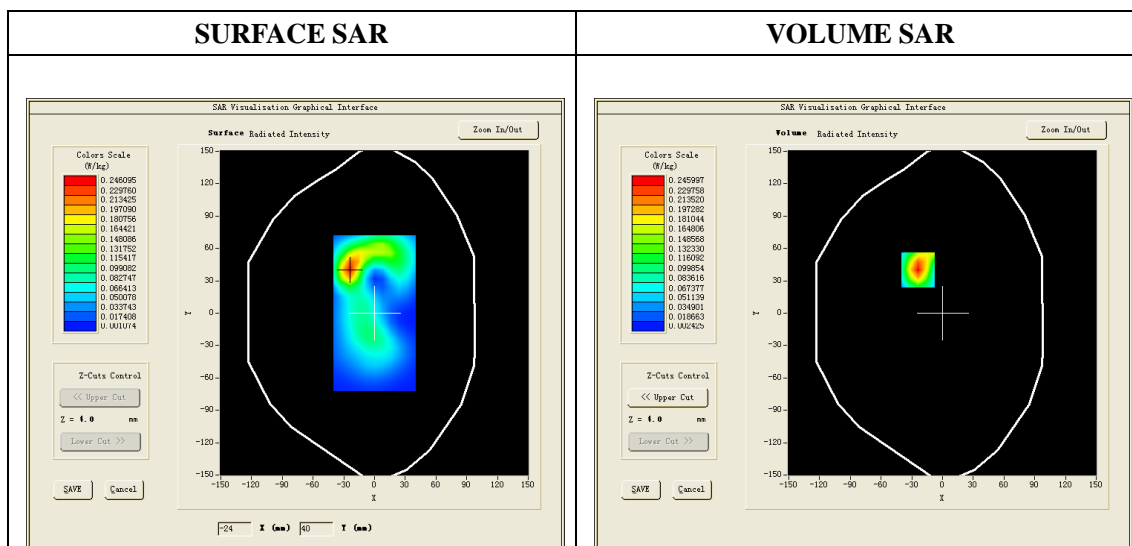 SURFACE SAR
VOLUME SAR
SAR Visualisation Graphical Interface
Surface Radiated Intensity
Zoom In/Out
Colors Scale
(W/kg)
0.246095
0.229760
0.213425
0.197090
0.180756
0.164421
0.148086
0.131752
0.115417
0.099082
0.082747
0.066413
0.050078
0.033743
0.017408
0.001074
150
120
90
60
30
0
-30
-60
-90
-120
-150
Y
-150 -120 -90 -60 -30 0 30 60 90 120 150
X
Z-Cuts Control
<< Upper Cut
Z = 4.0 mm
Lower Cut >>
SAVE
Cancel
-24 X (mm) 40 Y (mm)
SAR Visualisation Graphical Interface
Volume Radiated Intensity
Zoom In/Out
Colors Scale
(W/kg)
0.245997
0.229758
0.213520
0.197282
0.181044
0.164806
0.148568
0.132330
0.116092
0.099854
0.083616
0.067377
0.051139
0.034901
0.018663
0.002425
150
120
90
60
30
0
-30
-60
-90
-120
-150
Y
-150 -120 -90 -60 -30 0 30 60 90 120 150
X
Z-Cuts Control
<< Upper Cut
Z = 4.0 mm
Lower Cut >>
SAVE
Cancel